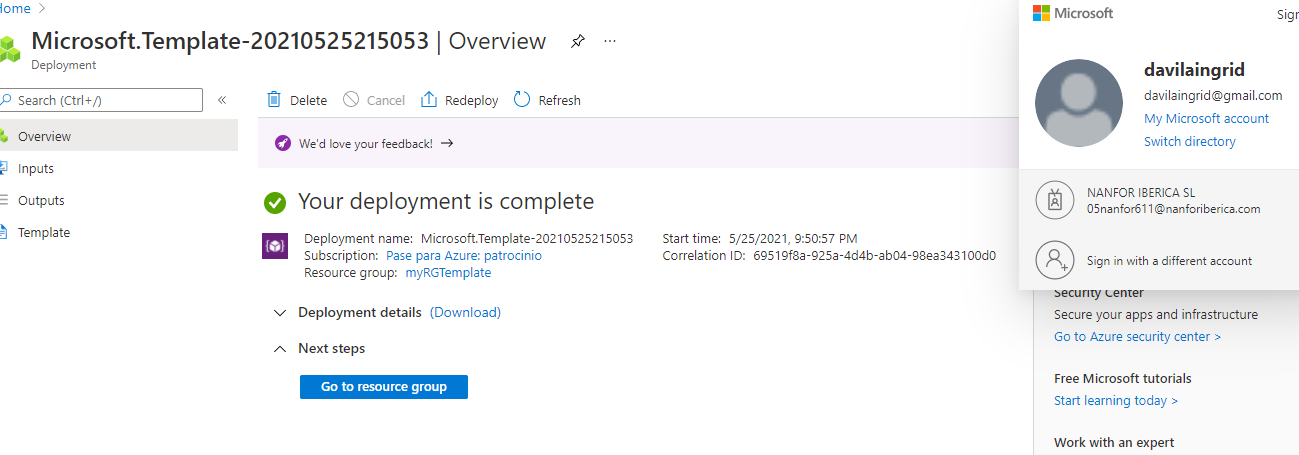 Home
Microsoft.Template-20210525215053 | Overview
Deployment
Search (Ctrl+/)
Overview
Inputs
Outputs
Template
Delete
Cancel
Redeploy
Refresh
We'd love your feedback! →
Your deployment is complete
Deployment name: Microsoft.Template-20210525215053
Subscription: Pase para Azure: patrocinio
Resource group: myRGTemplate
Start time: 5/25/2021, 9:50:57 PM
Correlation ID: 69519f8a-925a-4d4b-ab04-98ea343100d0
Deployment details (Download)
Next steps
Go to resource group
Microsoft
Sign
davilaingrid
davilaingrid@gmail.com
My Microsoft account
Switch directory
NANFOR IBERICA SL
05nanfor611@nanforiberica.com
Sign in with a different account
Security Center
Secure your apps and infrastructure
Go to Azure security center >
Free Microsoft tutorials
Start learning today >
Work with an expert